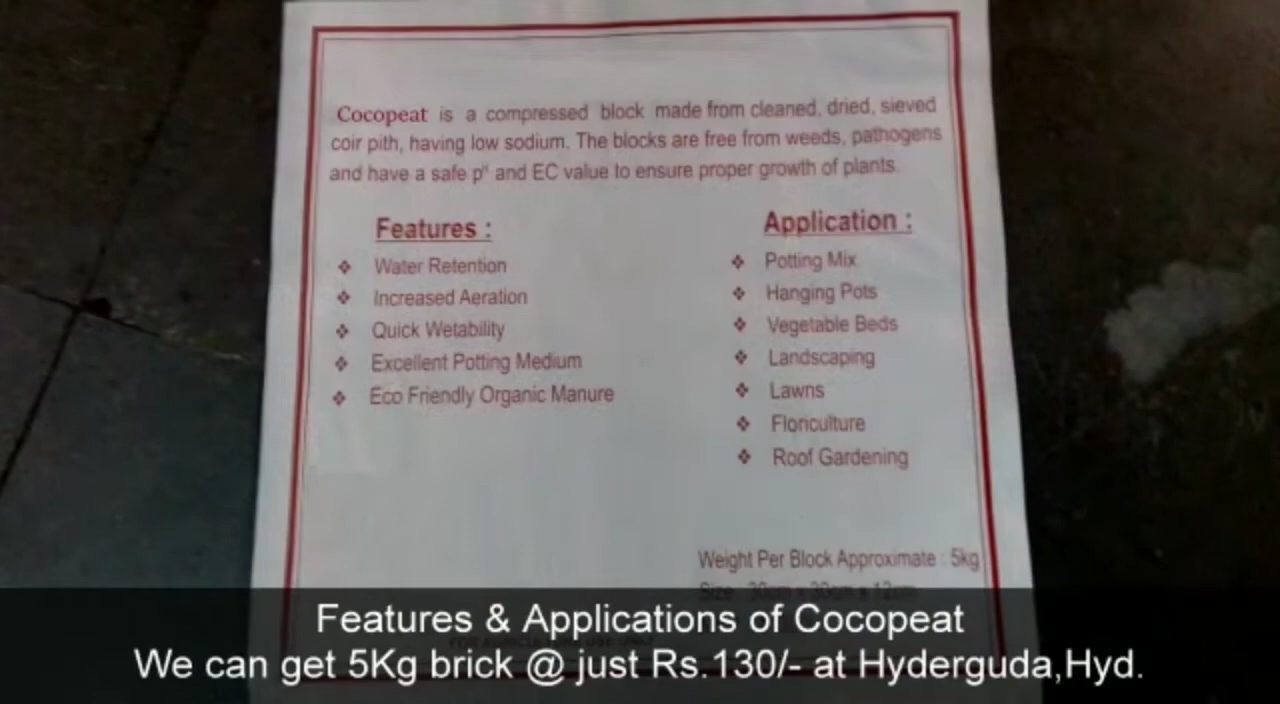 Cocopeat is a compressed block made from cleaned, dried, sieved
coir pith, having low sodium. The blocks are free from weeds, pathogens
and have a safe pH and EC value to ensure proper growth of plants.
Features :
❖ Water Retention
❖ Increased Aeration
❖ Quick Wetability
❖ Excellent Potting Medium
❖ Eco Friendly Organic Manure
Application :
❖ Potting Mix
❖ Hanging Pots
❖ Vegetable Beds
❖ Landscaping
❖ Lawns
❖ Floriculture
❖ Roof Gardening
Weight Per Block Approximate : 5kg
Size 30cm x 30cm x 12cm
Features & Applications of Cocopeat
We can get 5Kg brick @ just Rs.130/- at Hyderguda,Hyd.